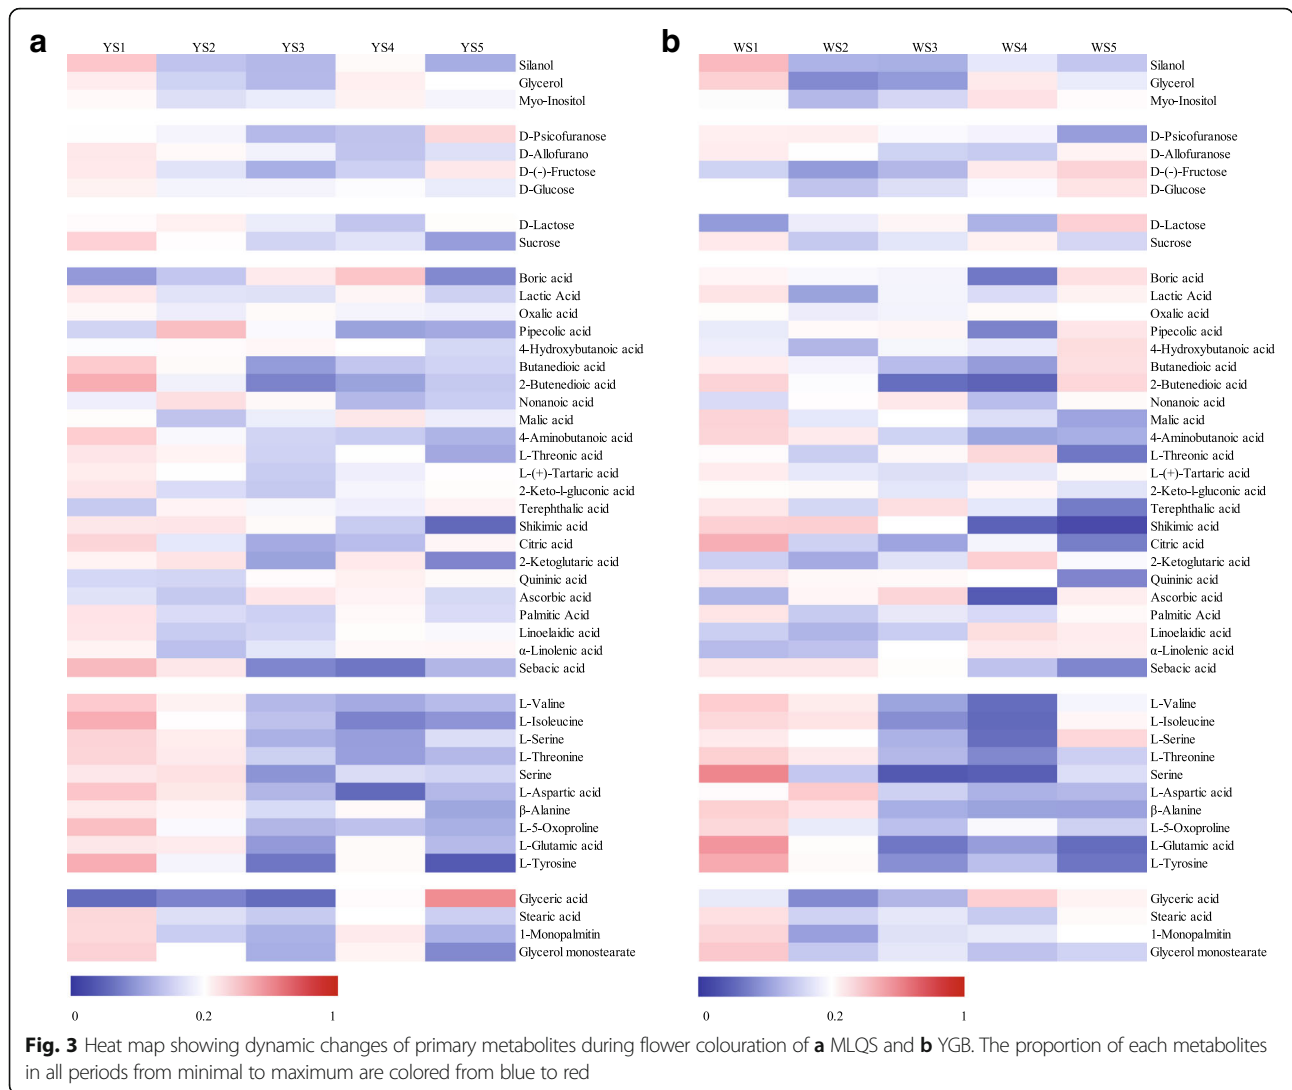 a
YS1 YS2 YS3 YS4 YS5
Silanol
Glycerol
Myo-Inositol
D-Psicofuranose
D-Allofurano
D-(-)-Fructose
D-Glucose
D-Lactose
Sucrose
Boric acid
Lactic Acid
Oxalic acid
Pipecolic acid
4-Hydroxybutanoic acid
Butanedioic acid
2-Butenedioic acid
Nonanoic acid
Malic acid
4-Aminobutanoic acid
L-Threonic acid
L-(+)-Tartaric acid
2-Keto-l-gluconic acid
Terephthalic acid
Shikimic acid
Citric acid
2-Ketoglutaric acid
Quininic acid
Ascorbic acid
Palmitic Acid
Linoelaidic acid
α-Linolenic acid
Sebacic acid
L-Valine
L-Isoleucine
L-Serine
L-Threonine
Serine
L-Aspartic acid
β-Alanine
L-5-Oxoproline
L-Glutamic acid
L-Tyrosine
Glyceric acid
Stearic acid
1-Monopalmitin
Glycerol monostearate
0 0.2 1
b
WS1 WS2 WS3 WS4 WS5
Silanol
Glycerol
Myo-Inositol
D-Psicofuranose
D-Allofuranose
D-(-)-Fructose
D-Glucose
D-Lactose
Sucrose
Boric acid
Lactic Acid
Oxalic acid
Pipecolic acid
4-Hydroxybutanoic acid
Butanedioic acid
2-Butenedioic acid
Nonanoic acid
Malic acid
4-Aminobutanoic acid
L-Threonic acid
L-(+)-Tartaric acid
2-Keto-l-gluconic acid
Terephthalic acid
Shikimic acid
Citric acid
2-Ketoglutaric acid
Quininic acid
Ascorbic acid
Palmitic Acid
Linoelaidic acid
α-Linolenic acid
Sebacic acid
L-Valine
L-Isoleucine
L-Serine
L-Threonine
Serine
L-Aspartic acid
β-Alanine
L-5-Oxoproline
L-Glutamic acid
L-Tyrosine
Glyceric acid
Stearic acid
1-Monopalmitin
Glycerol monostearate
0 0.2 1
Fig. 3 Heat map showing dynamic changes of primary metabolites during flower colouration of a MLQS and b YGB. The proportion of each metabolites
in all periods from minimal to maximum are colored from blue to red